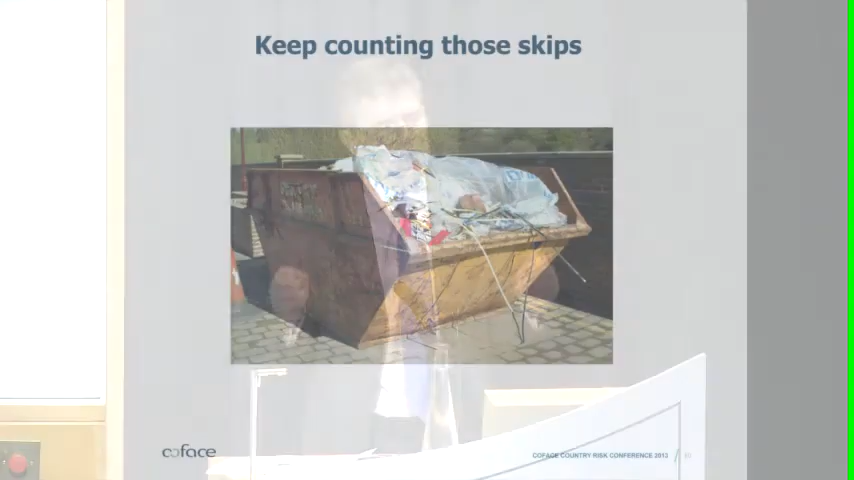 Keep counting those skips
coface
COFACE COUNTRY RISK CONFERENCE 2013 /